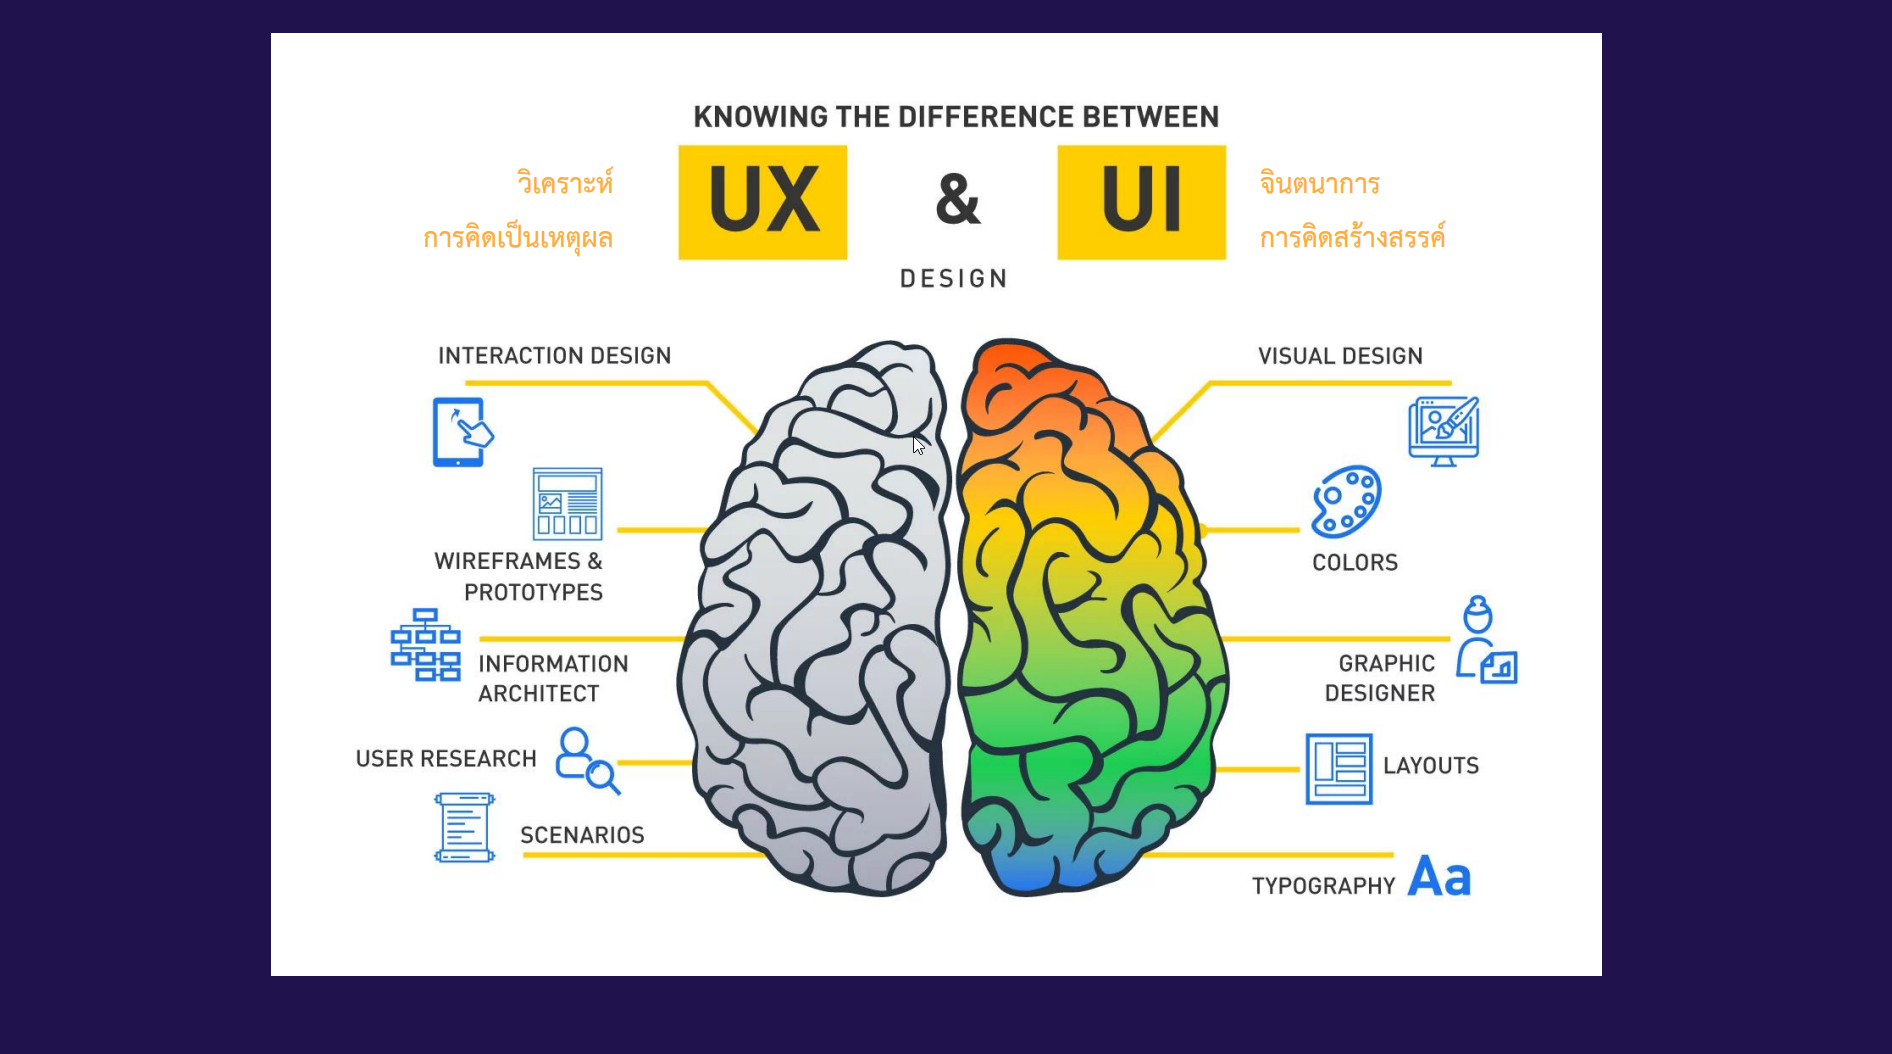 KNOWING THE DIFFERENCE BETWEEN
วิเคราะห์
การคิดเป็นเหตุผล
UX
&
UI
จินตนาการ
การคิดสร้างสรรค์
DESIGN
INTERACTION DESIGN
WIREFRAMES &
PROTOTYPES
INFORMATION
ARCHITECT
USER RESEARCH
SCENARIOS
VISUAL DESIGN
COLORS
GRAPHIC
DESIGNER
LAYOUTS
TYPOGRAPHY Aa